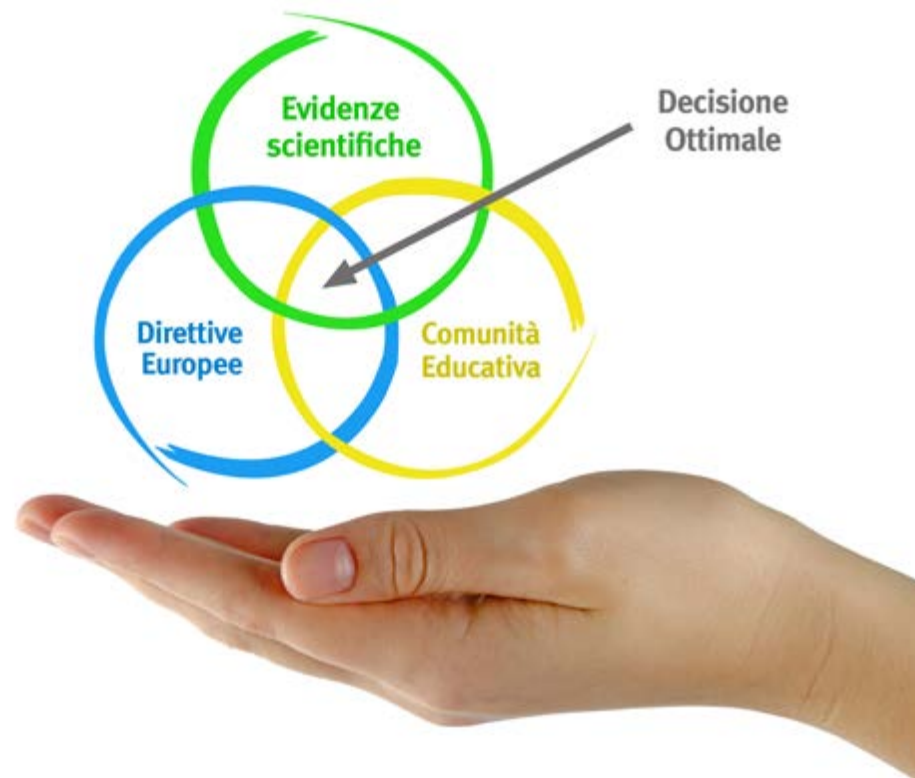 Evidenze
scientifiche
Decisione
Ottimale
Direttive
Europee
Comunità
Educativa